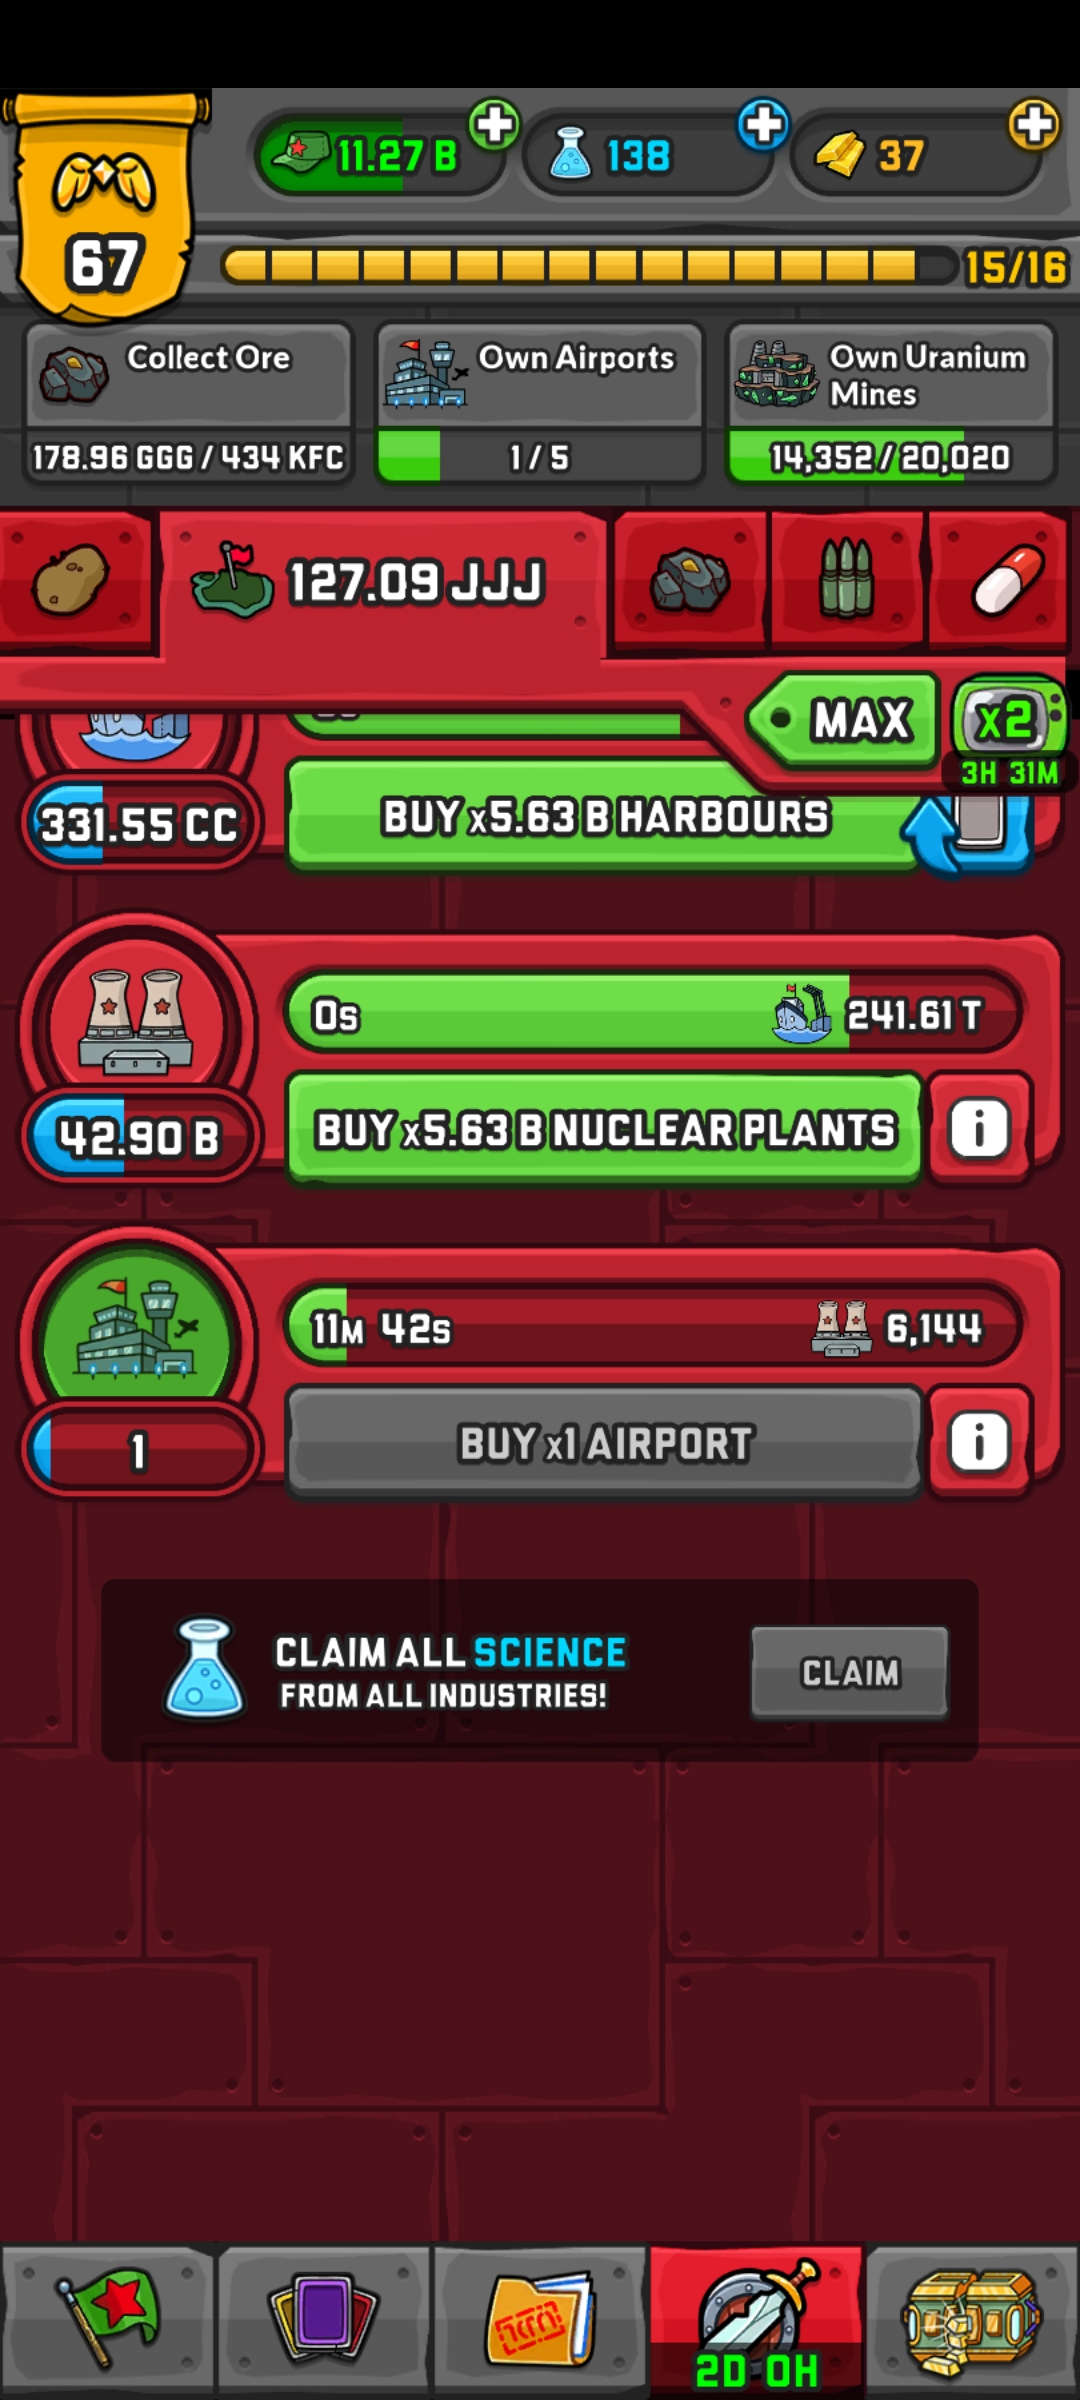 11.27 B
138
37
67
15/16
Collect Ore
Own Airports
Own Uranium
Mines
178.96 GGG / 434 KFC
1 / 5
14,352 / 20,020
127.09 JJJ
MAX
x2
3H 31M
331.55 CC
BUY x5.63 B HARBOURS
0s
241.61 T
42.90 B
BUY x5.63 B NUCLEAR PLANTS
i
11M 42s
6,144
1
BUY x1 AIRPORT
i
CLAIM ALL SCIENCE
FROM ALL INDUSTRIES!
CLAIM
2D 0H